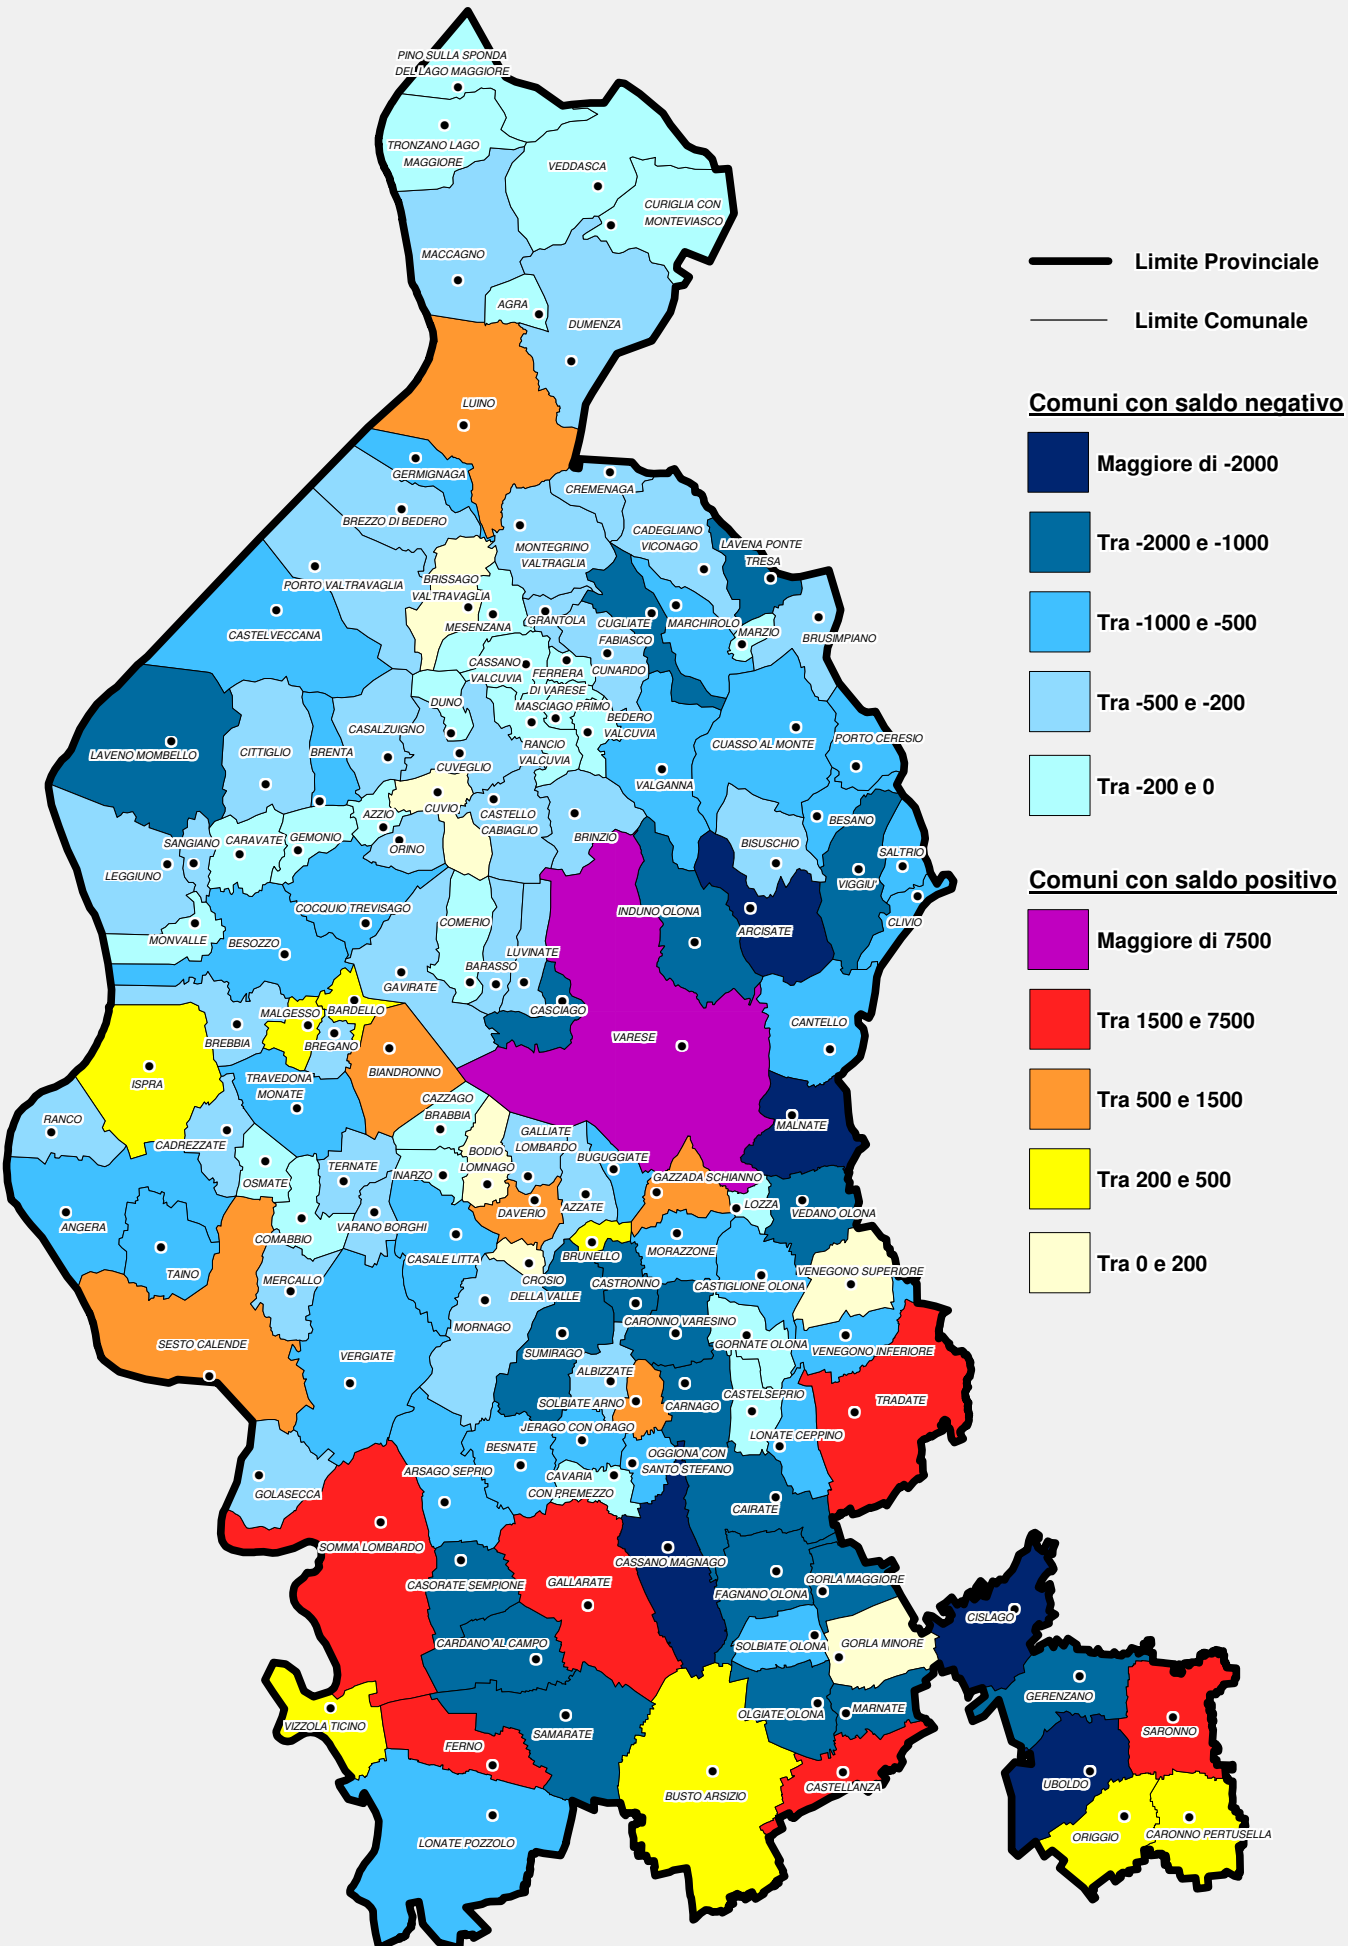 PINO SULLA SPONDA
DEL LAGO MAGGIORE
TRONZANO LAGO
MAGGIORE
VEDDASCA
CURIGLIA CON
MONTEVIASCO
MACCAGNO
AGRA
DUMENZA
LUINO
GERMIGNAGA
CREMENAGA
BREZZO DI BEDERO
MONTEGRINO
VALTRAGLIA
CADEGLIANO
VICONAGO
LAVENA PONTE
TRESA
PORTO VALTRAVAGLIA
BRISSAGO
VALTRAVAGLIA
MESENZANA
GRANTOLA
CUGLIATE
FABIASCO
MARCHIROLO
MARZIO
BRUSIMPIANO
CASTELVECCANA
CASSANO
VALCUVIA
FERRERA
DI VARESE
CUNARDO
DUNO
MASCIAGO PRIMO
BEDERO
VALCUVIA
RANCIO
VALCUVIA
CASALZUIGNO
CUASSO AL MONTE
PORTO CERESIO
LAVENO MOMBELLO
CITTIGLIO
BRENTA
CUVEGLIO
VALGANNA
CUVIO
CASTELLO
CABIAGLIO
AZZIO
ORINO
BRINZIO
BESANO
BISUSCHIO
SALTRIO
VIGGIU'
CLIVIO
SANGIANO
CARAVATE
GEMONIO
LEGGIUNO
COCQUIO TREVISAGO
COMERIO
INDUNO OLONA
ARCISATE
MONVALLE
BESOZZO
LUVINATE
BARASSO
GAVIRATE
CASCIAGO
CANTELLO
MALGESSO
BARDELLO
BREBBIA
BREGANO
VARESE
BIANDRONNO
ISPRA
TRAVEDONA
MONATE
CAZZAGO
BRABBIA
MALNATE
RANCO
CADREZZATE
BODIO
LOMNAGO
GALLIATE
LOMBARDO
BUGUGGIATE
TERNATE
INARZO
OSMATE
GAZZADA SCHIANNO
LOZZA
VEDANO OLONA
DAVERIO
AZZATE
ANGERA
VARANO BORGHI
COMABBIO
CASALE LITTA
BRUNELLO
MORAZZONE
TAINO
MERCALLO
CROSIO
DELLA VALLE
CASTRONNO
CASTIGLIONE OLONA
VENEGONO SUPERIORE
MORNAGO
CARONNO VARESINO
SESTO CALENDE
VERGIATE
SUMIRAGO
GORNATE OLONA
VENEGONO INFERIORE
ALBIZZATE
SOLBIATE ARNO
CARNAGO
CASTELSEPRIO
TRADATE
JERAGO CON ORAGO
LONATE CEPPINO
BESNATE
OGGIONA CON
SANTO STEFANO
ARSAGO SEPRIO
CAVARIA
CON PREMEZZO
GOLASECCA
CAIRATE
SOMMA LOMBARDO
CASSANO MAGNAGO
CASORATE SEMPIONE
GALLARATE
FAGNANO OLONA
GORLA MAGGIORE
CISLAGO
CARDANO AL CAMPO
SOLBIATE OLONA
GORLA MINORE
GERENZANO
VIZZOLA TICINO
OLGIATE OLONA
MARNATE
SAMARATE
SARONNO
FERNO
UBOLDO
CASTELLANZA
BUSTO ARSIZIO
LONATE POZZOLO
ORIGGIO
CARONNO PERTUSELLA
Limite Provinciale
Limite Comunale
Comuni con saldo negativo
Maggiore di -2000
Tra -2000 e -1000
Tra -1000 e -500
Tra -500 e -200
Tra -200 e 0
Comuni con saldo positivo
Maggiore di 7500
Tra 1500 e 7500
Tra 500 e 1500
Tra 200 e 500
Tra 0 e 200